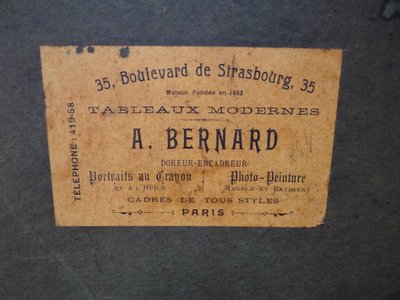 35, Boulevard de Strasbourg, 35
Maison Fondée en 1882
TABLEAUX MODERNES
A. BERNARD
DOREUR-ENCADREUR
Portraits au Crayon
ET A L'HUILE
Photo-Peinture
MEUBLE ET BATIMENT
CADRES DE TOUS STYLES
PARIS
TÉLÉPHONE: 419-58